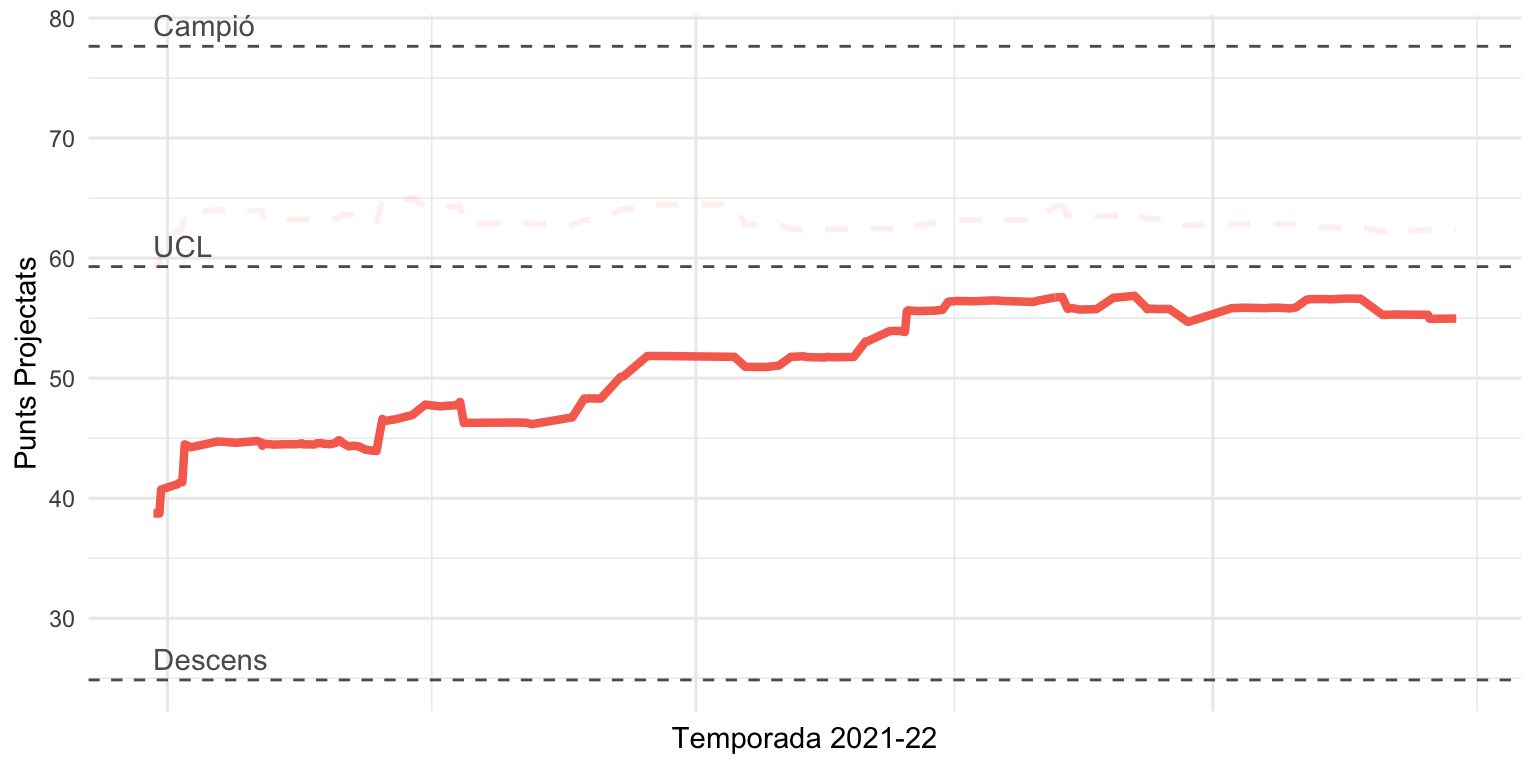 80
Campió
70
UCL
60
Punts Projectats
50
40
30
Descens
Temporada 2021-22